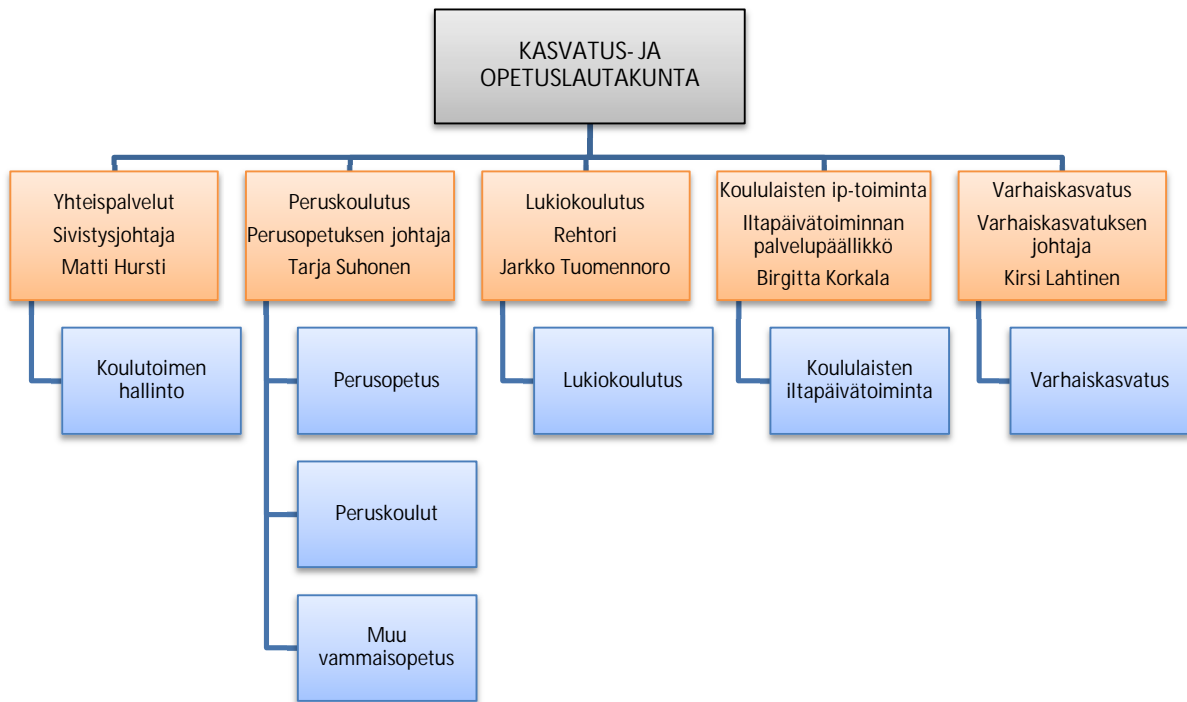 KASVATUS- JA
OPETUSLAUTAKUNTA
Yhteispalvelut
Sivistysjohtaja
Matti Hursti
Peruskoulutus
Perusopetuksen johtaja
Tarja Suhonen
Lukiokoulutus
Rehtori
Jarkko Tuomennoro
Koululaisten ip-toiminta
Iltapäivätoiminnan
palvelupäällikkö
Birgitta Korkala
Varhaiskasvatus
Varhaiskasvatuksen
johtaja
Kirsi Lahtinen
Koulutoimen
hallinto
Perusopetus
Lukiokoulutus
Koululaisten
iltapäivätoiminta
Varhaiskasvatus
Peruskoulut
Muu
vammaisopetus